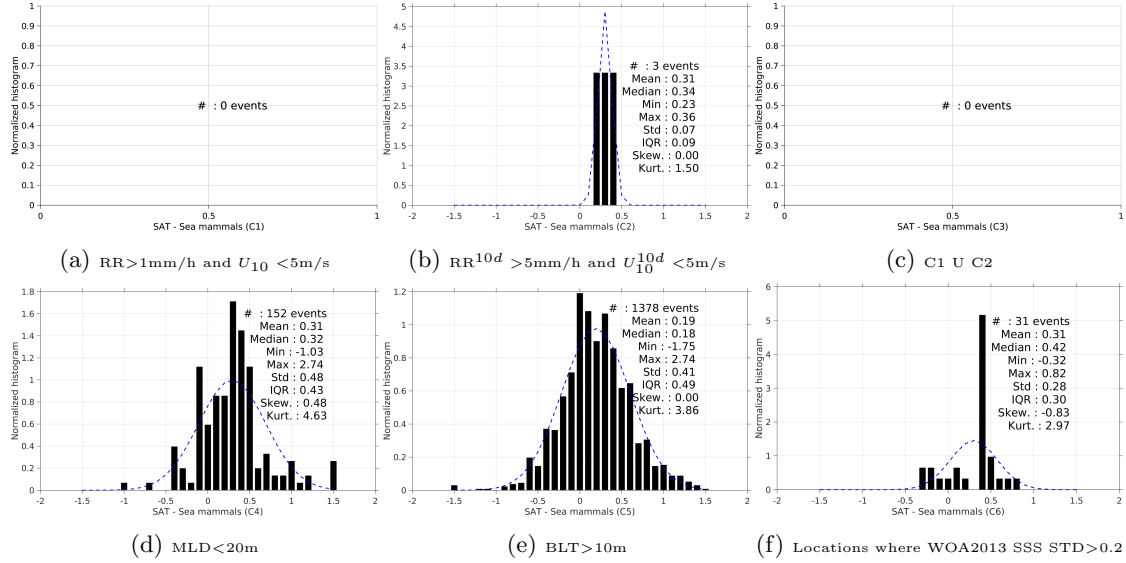 Normalized histogram
1
0.9
0.8
0.7
0.6
0.5
0.4
0.3
0.2
0.1
0
# : 0 events
0 0.5 1
SAT - Sea mammals (C1)
(a) RR>1mm/h and U10 <5m/s
Normalized histogram
5
4.5
4
3.5
3
2.5
2
1.5
1
0.5
0
# : 3 events
Mean : 0.31
Median : 0.34
Min : 0.23
Max : 0.36
Std : 0.07
IQR : 0.09
Skew. : 0.00
Kurt. : 1.50
-2 -1.5 -1 -0.5 0 0.5 1 1.5 2
SAT - Sea mammals (C2)
(b) RR10d >5mm/h and U10d10 <5m/s
Normalized histogram
1
0.9
0.8
0.7
0.6
0.5
0.4
0.3
0.2
0.1
0
# : 0 events
0 0.5 1
SAT - Sea mammals (C3)
(c) C1 U C2
Normalized histogram
1.8
1.6
1.4
1.2
1
0.8
0.6
0.4
0.2
0
# : 152 events
Mean : 0.31
Median : 0.32
Min : -1.03
Max : 2.74
Std : 0.48
IQR : 0.43
Skew. : 0.48
Kurt. : 4.63
-2 -1.5 -1 -0.5 0 0.5 1 1.5 2
SAT - Sea mammals (C4)
(d) MLD<20m
Normalized histogram
1.2
1
0.8
0.6
0.4
0.2
0
# : 1378 events
Mean : 0.19
Median : 0.18
Min : -1.75
Max : 2.74
Std : 0.41
IQR : 0.49
Skew. : 0.00
Kurt. : 3.86
-2 -1.5 -1 -0.5 0 0.5 1 1.5 2
SAT - Sea mammals (C5)
(e) BLT>10m
Normalized histogram
6
5
4
3
2
1
0
# : 31 events
Mean : 0.31
Median : 0.42
Min : -0.32
Max : 0.82
Std : 0.28
IQR : 0.30
Skew. : -0.83
Kurt. : 2.97
-2 -1.5 -1 -0.5 0 0.5 1 1.5 2
SAT - Sea mammals (C6)
(f) Locations where WOA2013 SSS STD>0.2